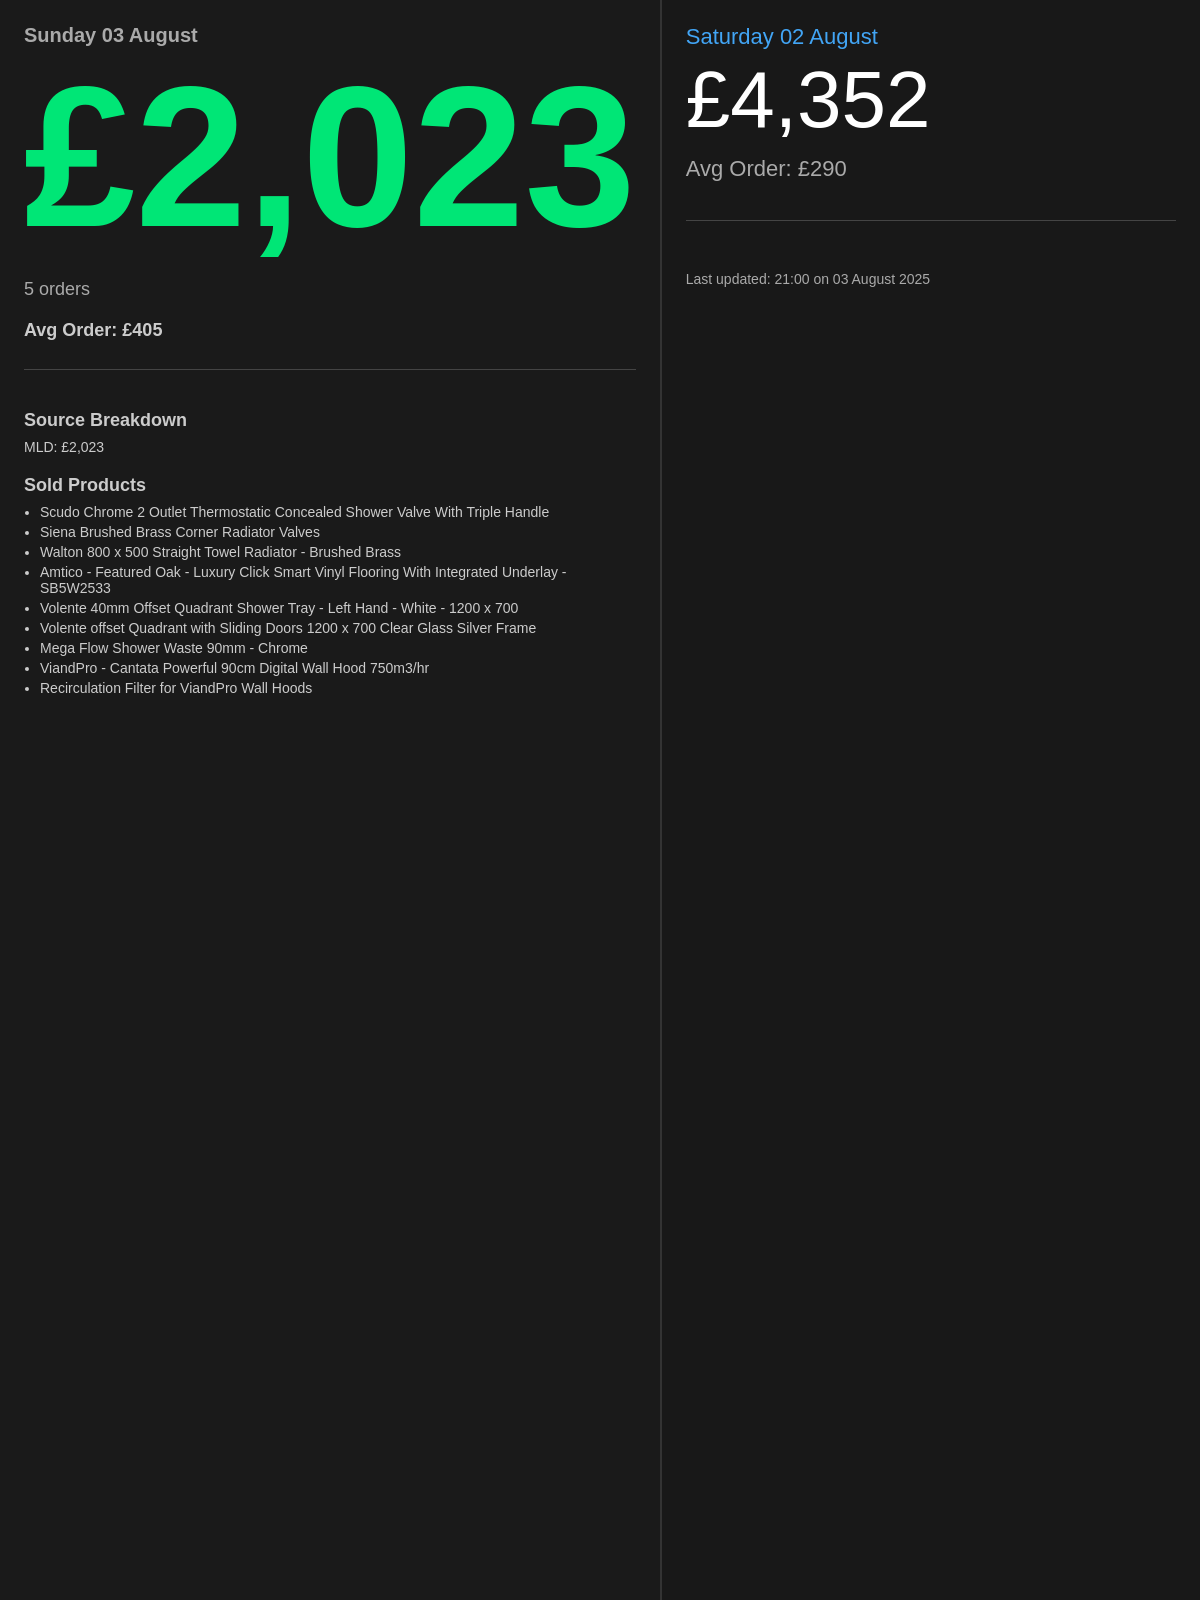 Sunday 03 August
£2,023
5 orders
Avg Order: £405
Source Breakdown
MLD: £2,023
Sold Products
• Scudo Chrome 2 Outlet Thermostatic Concealed Shower Valve With Triple Handle
• Siena Brushed Brass Corner Radiator Valves
• Walton 800 x 500 Straight Towel Radiator - Brushed Brass
• Amtico - Featured Oak - Luxury Click Smart Vinyl Flooring With Integrated Underlay -
SB5W2533
• Volente 40mm Offset Quadrant Shower Tray - Left Hand - White - 1200 x 700
• Volente offset Quadrant with Sliding Doors 1200 x 700 Clear Glass Silver Frame
• Mega Flow Shower Waste 90mm - Chrome
• ViandPro - Cantata Powerful 90cm Digital Wall Hood 750m3/hr
• Recirculation Filter for ViandPro Wall Hoods
Saturday 02 August
£4,352
Avg Order: £290
Last updated: 21:00 on 03 August 2025